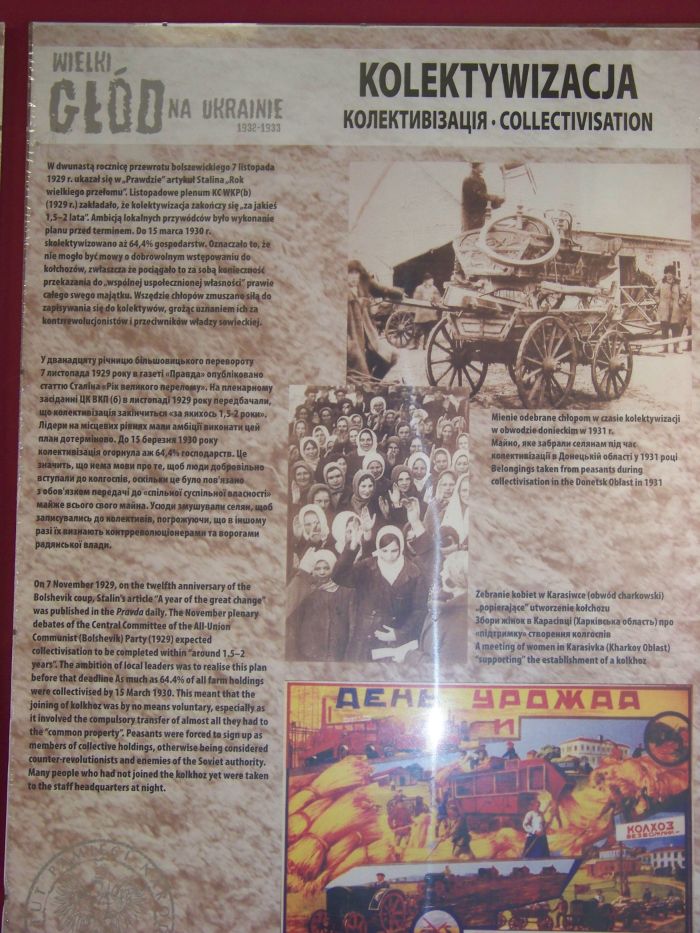 WIELKI
GŁÓD NA UKRAINIE
1932-1933
KOLEKTYWIZACJA
КОЛЕКТИВІЗАЦІЯ · COLLECTIVISATION
W dwunastą rocznicę przewrotu bolszewickiego 7 listopada
1929 r. ukazał się w „Prawdzie” artykuł Stalina „Rok
wielkiego przełomu”. Listopadowe plenum KC WKP(b)
(1929 r.) zakładało, że kolektywizacja zakończy się „za jakieś
1,5–2 lata”. Ambicją lokalnych przywódców było wykonanie
planu przed terminem. Do 15 marca 1930 r.
skolektywizowano aż 64,4% gospodarstw. Oznaczało to, że
nie mogło być mowy o dobrowolnym wstępowaniu do
kołchozów, zwłaszcza że pociągało to za sobą konieczność
przekazania do „wspólnej uspołecznionej własności” prawie
całego swego majątku. Wszędzie chłopów zmuszano siłą do
zapisywania się do kolektywów, grożąc uznaniem ich za
kontrrewolucjonistów i przeciwników władzy sowieckiej.
У дванадцяту річницю більшовицького перевороту
7 листопада 1929 року в газеті «Правда» опубліковано
статтю Сталіна «Рік великого перелому». На пленарному
засіданні ЦК ВКП (б) в листопаді 1929 року передбачали,
що колективізація закінчиться «за якихось 1,5-2 роки».
Лідери на місцевих рівнях мали амбіції виконати цей
план дотерміново. До 15 березня 1930 року
колективізація огорнула аж 64,4% господарств. Це
значить, що нема мови про те, щоб люди добровільно
вступали до колгоспів, оскільки це було пов'язано
з обов'язком передачі до «спільної суспільної власності»
майже всього свого майна. Усюди змушували селян, щоб
записувались до колективів, погрожуючи, що в іншому
разі їх визнають контрреволюціонерами та ворогами
радянської влади.
On 7 November 1929, on the twelfth anniversary of the
Bolshevik coup, Stalin's article “A year of the great change”
was published in the Pravda daily. The November plenary
debates of the Central Committee of the All-Union
Communist (Bolshevik) Party (1929) expected
collectivisation to be completed within “around 1.5–2
years”. The ambition of local leaders was to realise this plan
before that deadline As much as 64.4% of all farm holdings
were collectivised by 15 March 1930. This meant that the
joining of kolkhoz was by no means voluntary, especially as
it involved the compulsory transfer of almost all they had to
the “common property”. Peasants were forced to sign up as
members of collective holdings, otherwise being considered
counter-revolutionists and enemies of the Soviet authority.
Many people who had not joined the kolkhoz yet were taken
to the staff headquarters at night.
Mienie odebrane chłopom w czasie kolektywizacji
w obwodzie donieckim w 1931 r.
Майно, яке забрали селянам під час
колективізації в Донецькій області у 1931 році
Belongings taken from peasants during
collectivisation in the Donetsk Oblast in 1931
Zebranie kobiet w Karasiwce (obwód charkowski)
„popierające” utworzenie kołchozu
Збори жінок в Карасівці (Харківська область) про
«підтримку» створення колгоспів
A meeting of women in Karasivka (Kharkov Oblast)
“supporting” the establishment of a kolkhoz
ДЕНЬ УРОЖАЯ
И
КОЛХОЗ